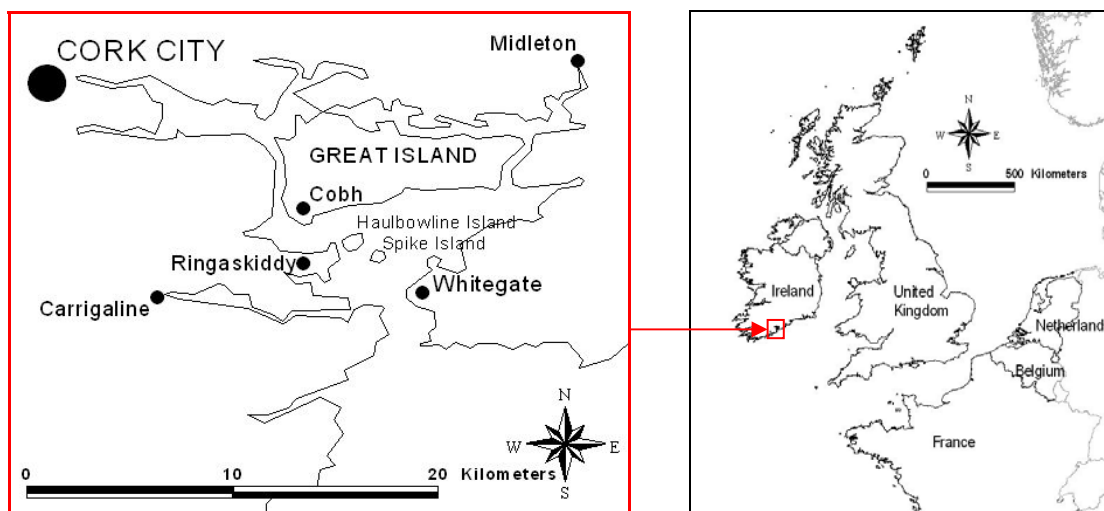 CORK CITY
Midleton
GREAT ISLAND
Cobh
Haulbowline Island
Spike Island
Ringaskiddy
Whitegate
Carrigaline
N
W E
S
0 10 20 Kilometers
N
W E
S
0 500 Kilometers
Ireland
United
Kingdom
Netherland
Belgium
France